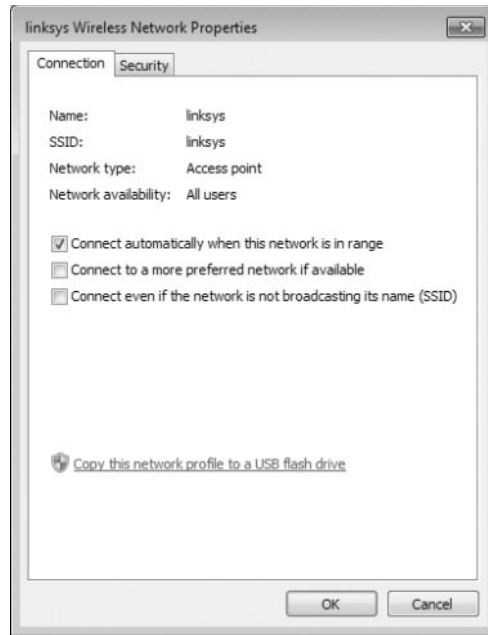 linksys Wireless Network Properties
Connection Security
Name: linksys
SSID: linksys
Network type: Access point
Network availability: All users
Connect automatically when this network is in range
Connect to a more preferred network if available
Connect even if the network is not broadcasting its name (SSID)
Copy this network profile to a USB flash drive
OK Cancel